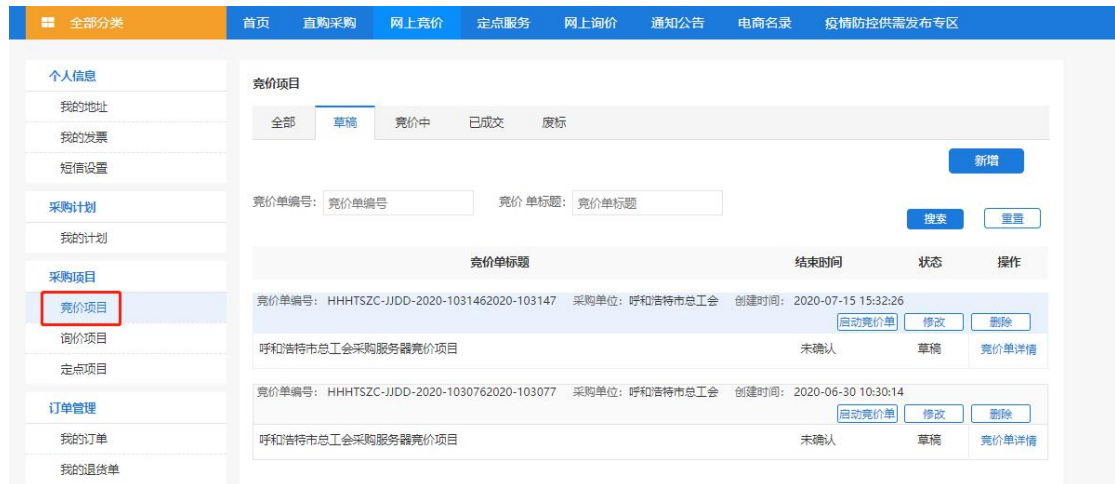 全部分类 首页 直购采购 网上竞价 定点服务 网上询价 通知公告 电商名录 疫情防控供需发布专区
个人信息
我的地址
我的发票
短信设置
采购计划
我的计划
采购项目
竞价项目
询价项目
定点项目
订单管理
我的订单
我的退货单
竞价项目
全部 草稿 竞价中 已成交 废标
新增
竞价单编号: 竞价单编号 竞价 单标题: 竞价单标题
搜索 重置
竞价单标题 结束时间 状态 操作
竞价单编号: HHHTSZC-JJDD-2020-1031462020-103147 采购单位: 呼和浩特市总工会 创建时间: 2020-07-15 15:32:26
启动竞价单 修改 删除
呼和浩特市总工会采购服务器竞价项目 未确认 草稿 竞价单详情
竞价单编号: HHHTSZC-JJDD-2020-1030762020-103077 采购单位: 呼和浩特市总工会 创建时间: 2020-06-30 10:30:14
启动竞价单 修改 删除
呼和浩特市总工会采购服务器竞价项目 未确认 草稿 竞价单详情